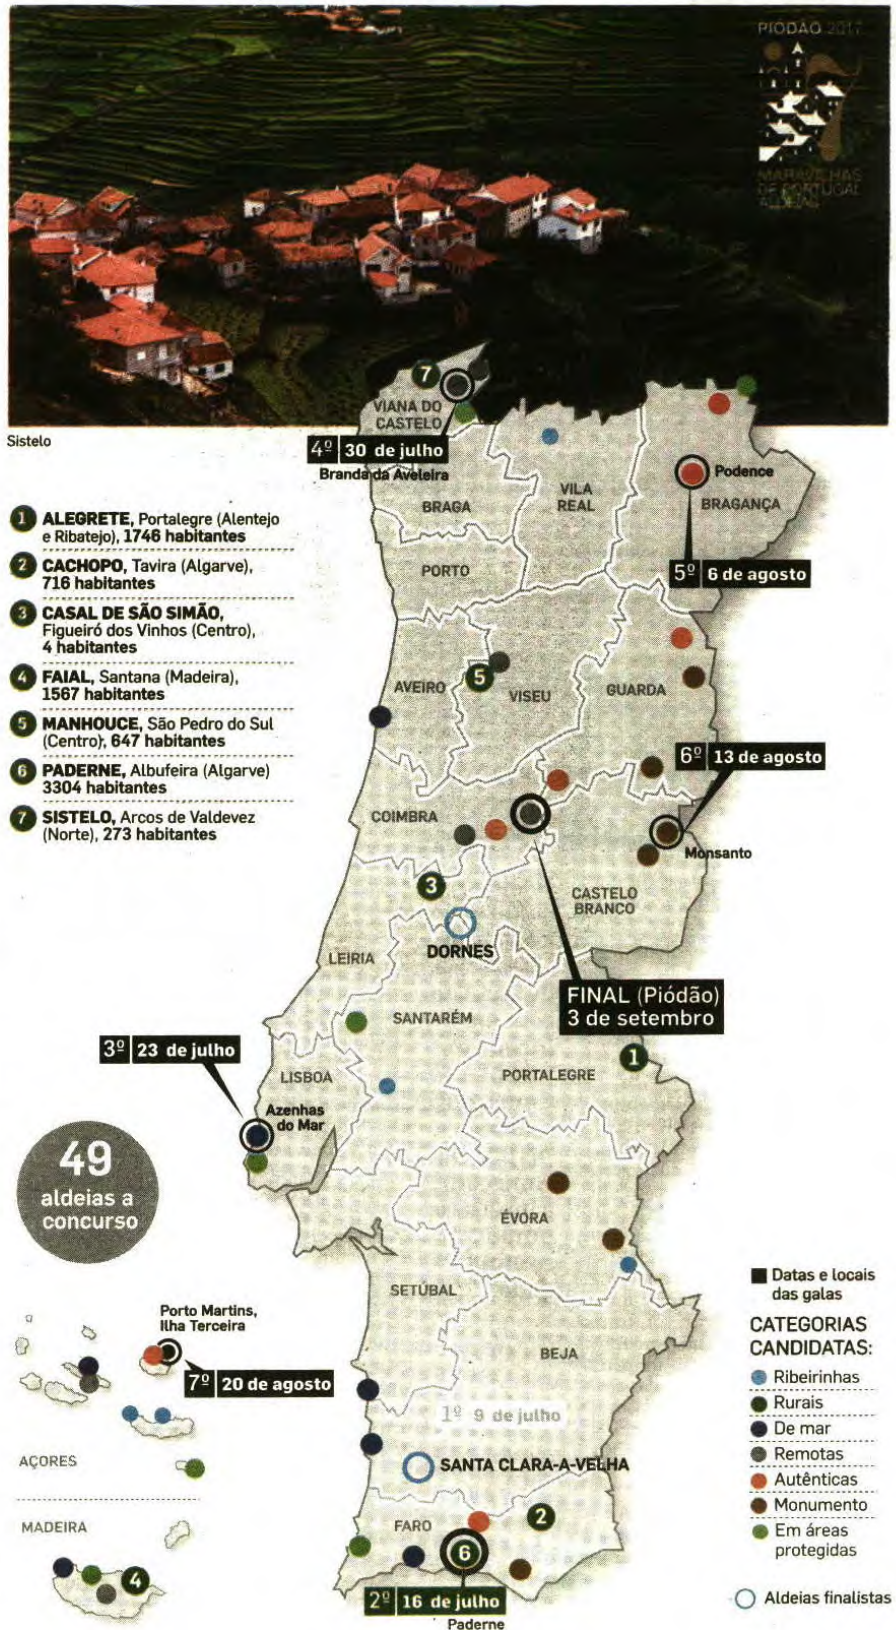 PIÓDÃO 2017
MARAVILHAS
DE PORTUGAL
ALDEIAS
Sistelo
1 ALEGRETE, Portalegre (Alentejo
e Ribatejo), 1746 habitantes
2 CACHOPO, Tavira (Algarve),
716 habitantes
3 CASAL DE SÃO SIMÃO,
Figueiró dos Vinhos (Centro),
4 habitantes
4 FAIAL, Santana (Madeira),
1567 habitantes
5 MANHOUCE, São Pedro do Sul
(Centro), 647 habitantes
6 PADERNE, Albufeira (Algarve)
3304 habitantes
7 SISTELO, Arcos de Valdevez
(Norte), 273 habitantes
7
VIANA DO
CASTELO
4º 30 de julho
Branda da Aveleira
BRAGA
VILA
REAL
Podence
BRAGANÇA
PORTO
5º 6 de agosto
AVEIRO
5
VISEU
GUARDA
6º 13 de agosto
COIMBRA
Monsanto
3
CASTELO
BRANCO
DORNES
LEIRIA
FINAL (Piódão)
3 de setembro
SANTARÉM
3º 23 de julho
LISBOA
1
PORTALEGRE
Azenhas
do Mar
49
aldeias a
concurso
ÉVORA
SETÚBAL
BEJA
Porto Martins,
Ilha Terceira
7º 20 de agosto
1º 9 de julho
SANTA CLARA-A-VELHA
AÇORES
MADEIRA
4
FARO
2
6
2º 16 de julho
Paderne
Datas e locais
das galas
CATEGORIAS
CANDIDATAS:
Ribeirinhas
Rurais
De mar
Remotas
Autênticas
Monumento
Em áreas
protegidas
Aldeias finalistas